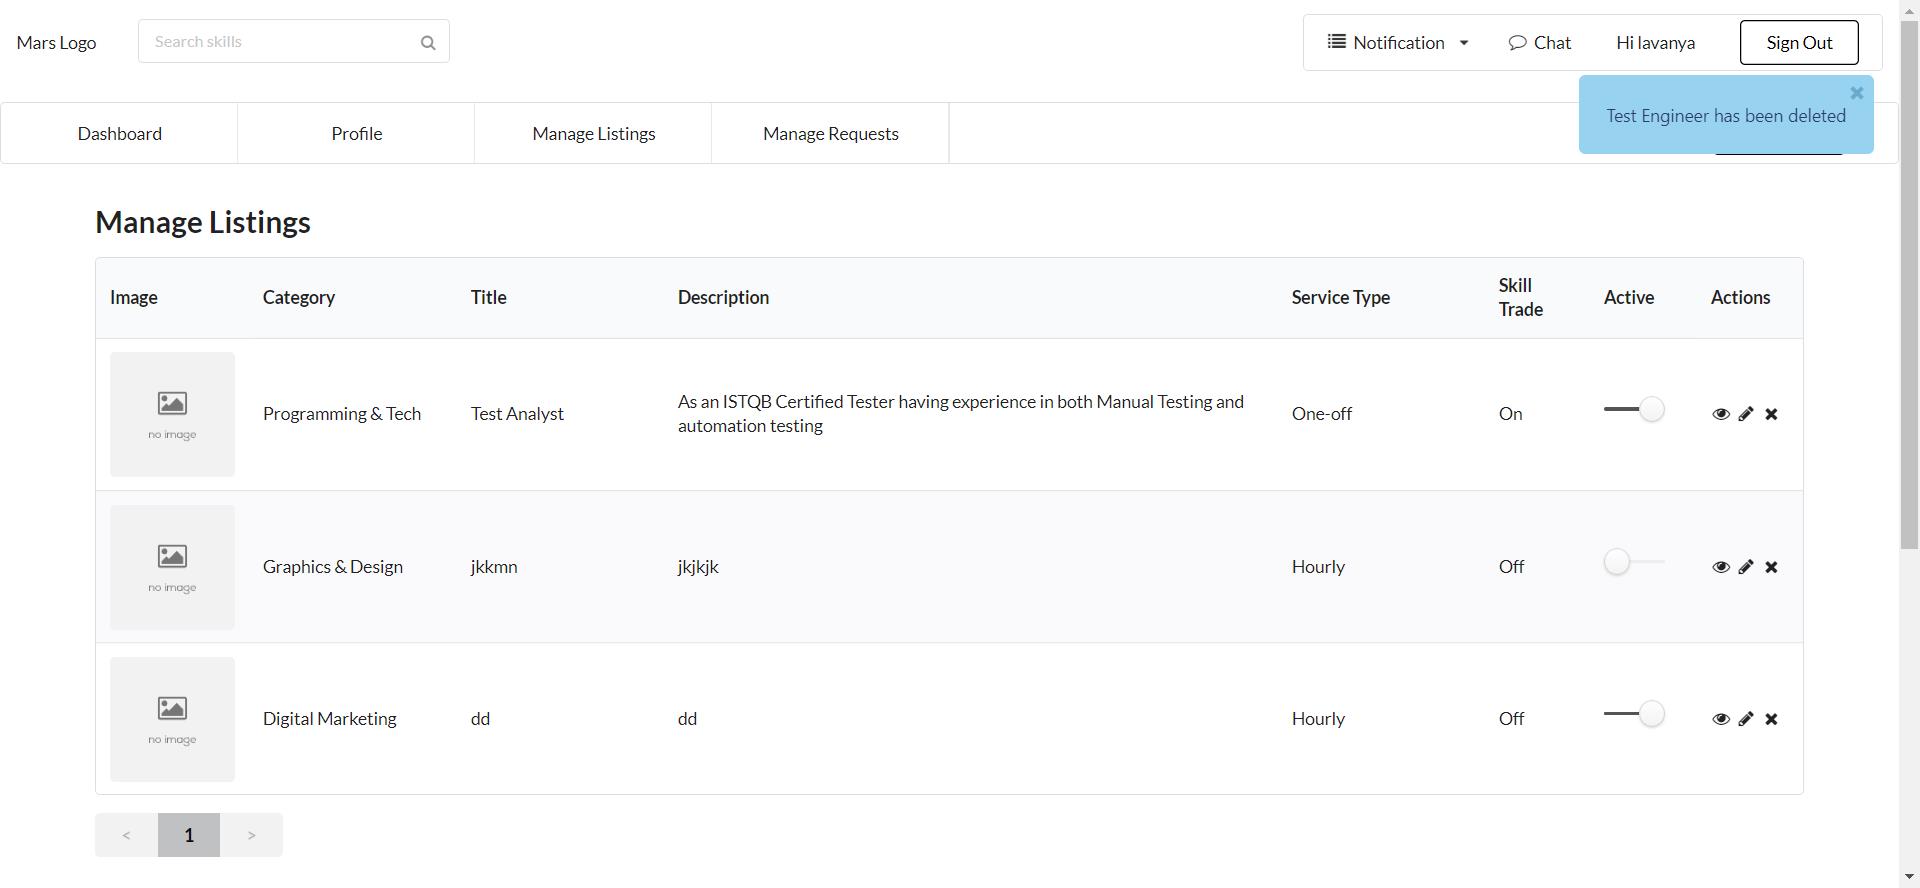 Mars Logo
Search skills
Notification
Chat
Hi lavanya
Sign Out
Test Engineer has been deleted
Dashboard
Profile
Manage Listings
Manage Requests
Manage Listings
Image
Category
Title
Description
Service Type
Skill
Trade
Active
Actions
no image
Programming & Tech
Test Analyst
As an ISTQB Certified Tester having experience in both Manual Testing and
automation testing
One-off
On
no image
Graphics & Design
jkkmn
jkjkjk
Hourly
Off
no image
Digital Marketing
dd
dd
Hourly
Off
<
1
>